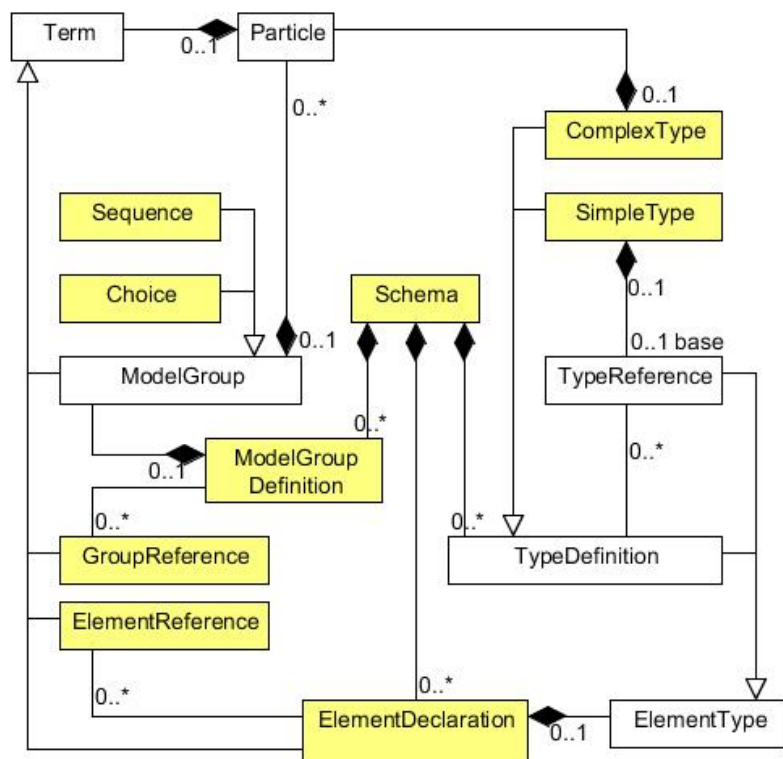 Term
Particle
0..1
0..*
0..1
ComplexType
Sequence
SimpleType
Choice
Schema
0..1
0..1
0..1 base
ModelGroup
TypeReference
0..*
0..*
0..1
ModelGroup
Definition
0..*
0..*
GroupReference
TypeDefinition
ElementReference
0..*
0..*
ElementDeclaration
0..1
ElementType